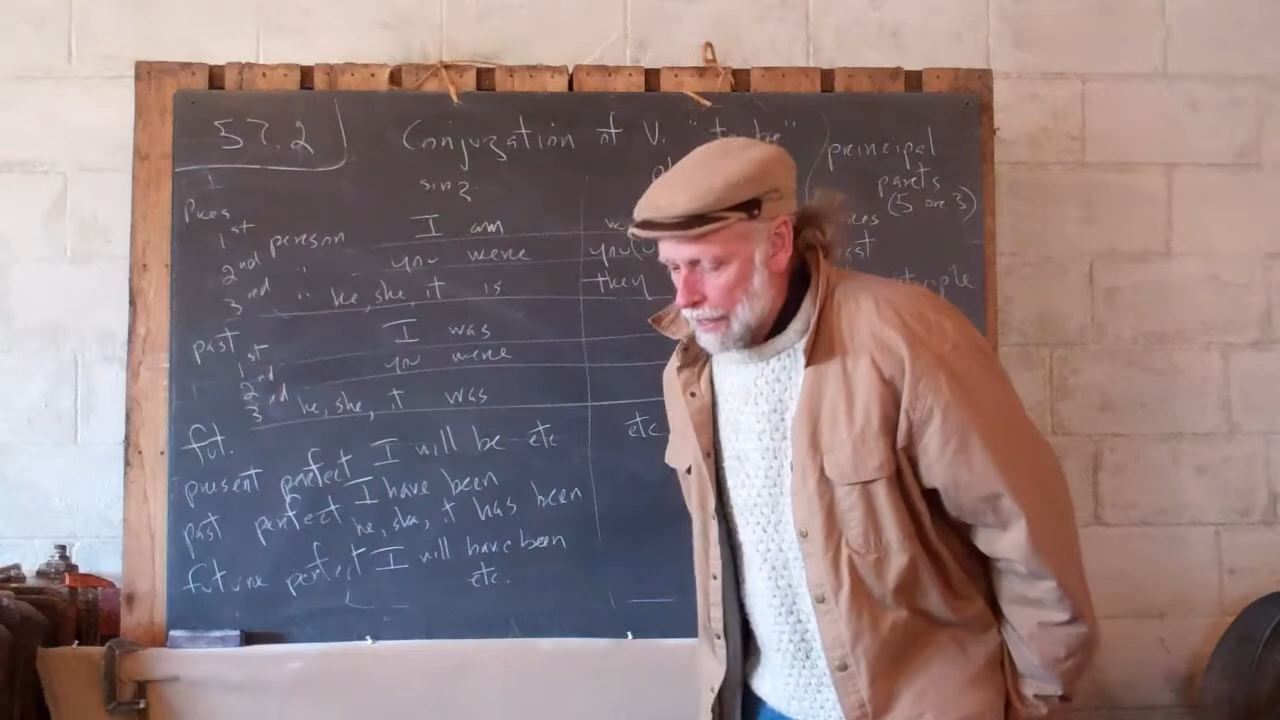 57.2
Conjugation of V. "to be"
principal
parts
(5 or 3)
sing.
Pres
1st person I am we
2nd " you were you
3rd " he, she, it is they
past
1st I was
2nd you were
3rd he, she, it was
fut. I will be etc etc
present perfect I have been
past perfect he, she, it has been
future perfect I will have been
etc.